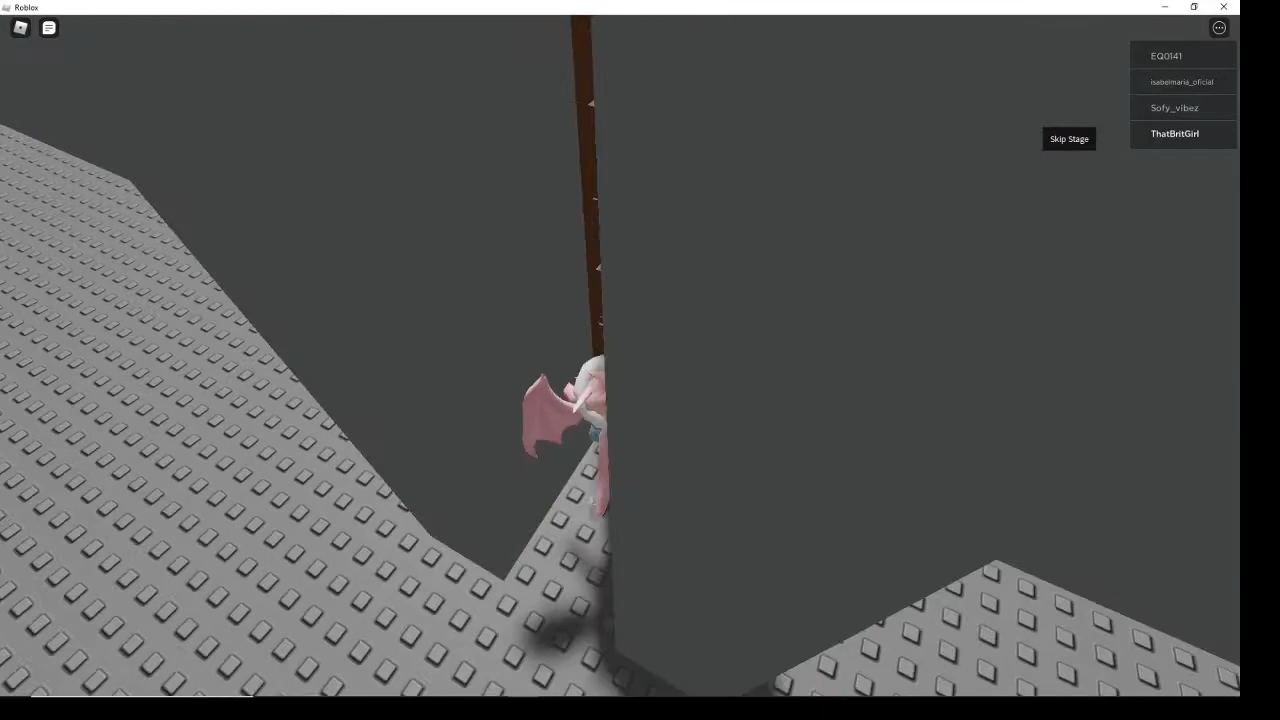 Roblox
EQ0141
isabelmaria_oficial
Sofy_vibez
Skip Stage
ThatBritGirl